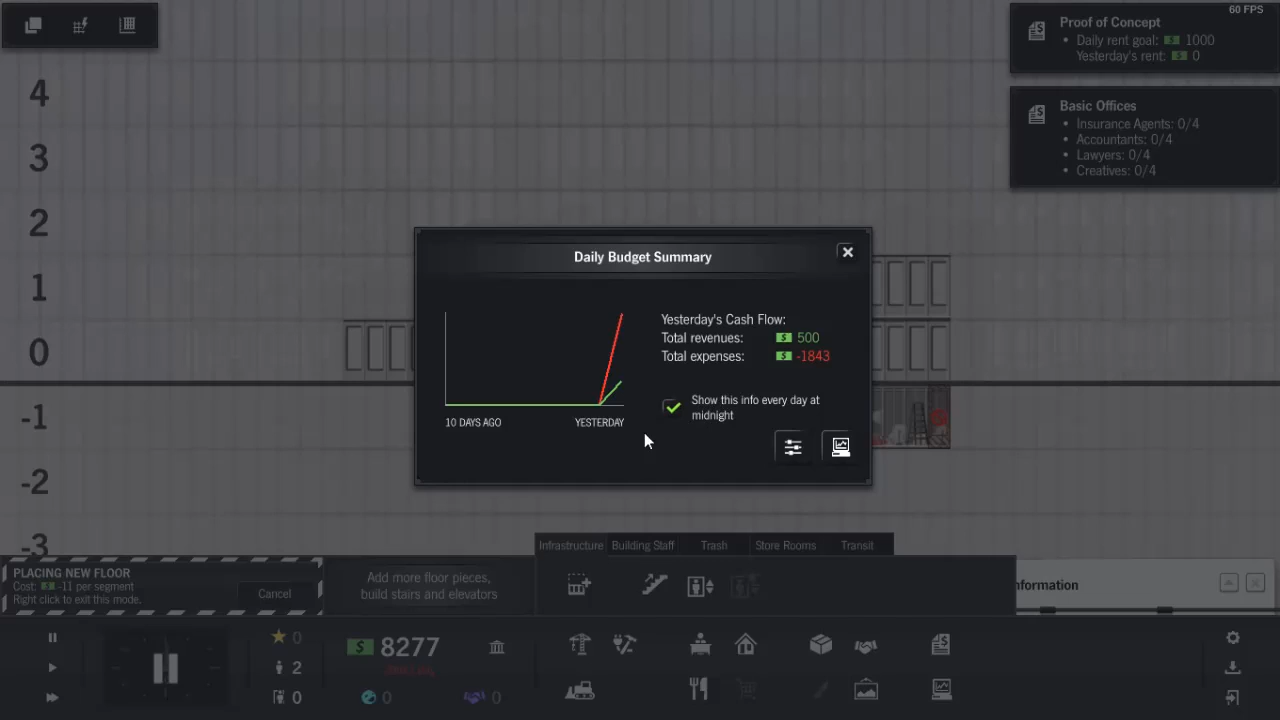 60 FPS
Proof of Concept
• Daily rent goal: 1000
Yesterday's rent: 0
Basic Offices
• Insurance Agents: 0/4
• Accountants: 0/4
• Lawyers: 0/4
• Creatives: 0/4
4
3
2
1
0
-1
-2
-3
Daily Budget Summary
Yesterday's Cash Flow:
Total revenues: 500
Total expenses: -1843
Show this info every day at
midnight
10 DAYS AGO
YESTERDAY
Infrastructure
Building Staff
Trash
Store Rooms
Transit
PLACING NEW FLOOR
Cost: -11 per segment
Right click to exit this mode.
Cancel
Add more floor pieces,
build stairs and elevators
nformation
0
8277
2
0
0
0